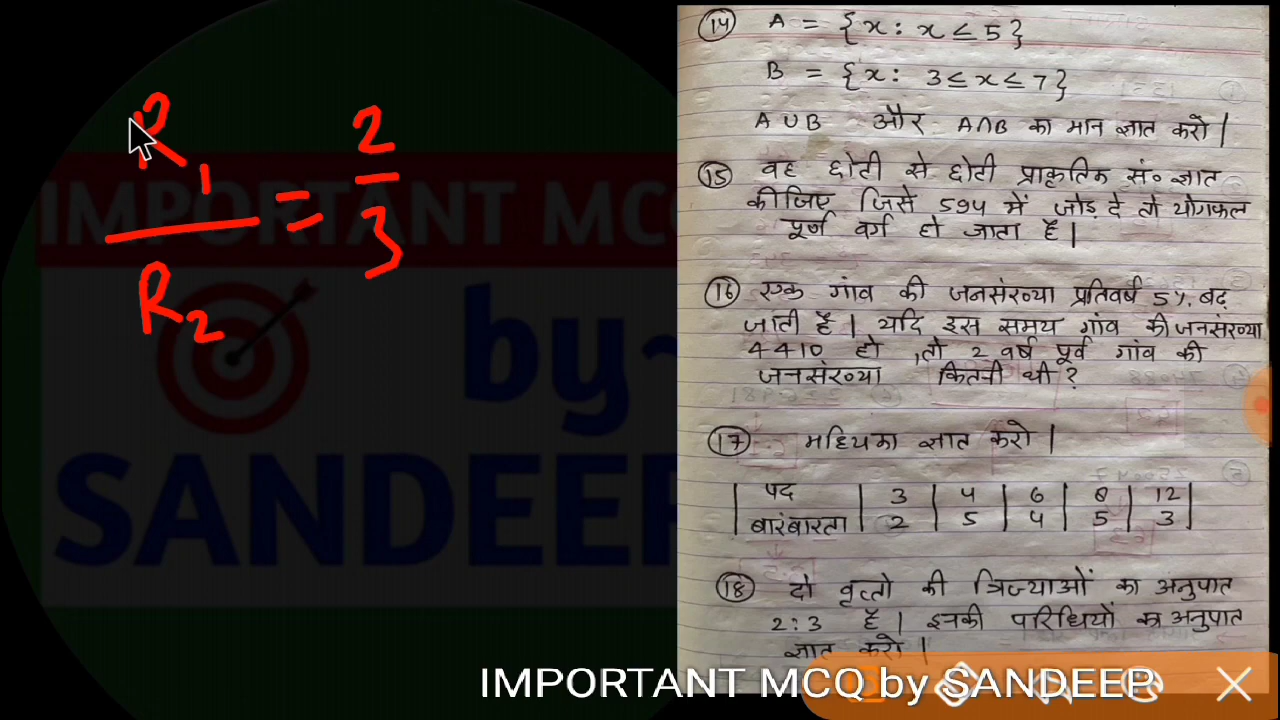 R1
R2
=
2
3
IMPORTANT MCQ
by~
SANDEEP
14 A = {x: x ≤ 5}
B = {x: 3 ≤ x ≤ 7}
A ∪ B और A ∩ B का मान ज्ञात करो |
15 वह छोटी से छोटी प्राकृतिक सं० ज्ञात
कीजिए जिसे 594 में जोड़ दे तो योगफल
पूर्ण वर्ग हो जाता है |
16 एक गांव की जनसंख्या प्रतिवर्ष 5% बढ़
जाती है | यदि इस समय गांव की जनसंख्या
4410 हो , तो 2 वर्ष पूर्व गांव की
जनसंख्या कितनी थी ?
17 माध्यिका ज्ञात करो |
पद | 3 | 4 | 6 | 8 | 12 |
बारंबारता | 2 | 5 | 4 | 5 | 3 |
18 दो वृत्तो की त्रिज्याओं का अनुपात
2:3 है | इनकी परिधियों का अनुपात
ज्ञात करो |
IMPORTANT MCQ by SANDEEP